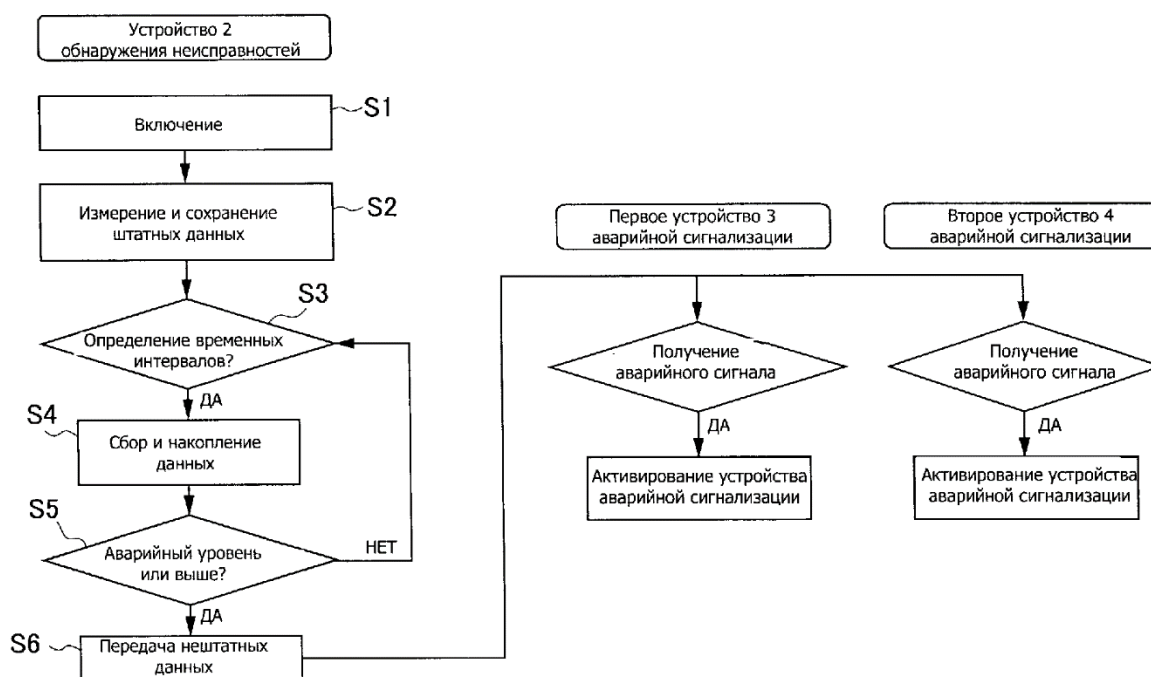 Устройство 2
обнаружения неисправностей
S1
Включение
S2
Измерение и сохранение
штатных данных
S3
Определение временных
интервалов?
ДА
S4
Сбор и накопление
данных
S5
Аварийный уровень
или выше?
НЕТ
ДА
S6
Передача нештатных
данных
Первое устройство 3
аварийной сигнализации
Получение
аварийного сигнала
ДА
Активирование устройства
аварийной сигнализации
Второе устройство 4
аварийной сигнализации
Получение
аварийного сигнала
ДА
Активирование устройства
аварийной сигнализации